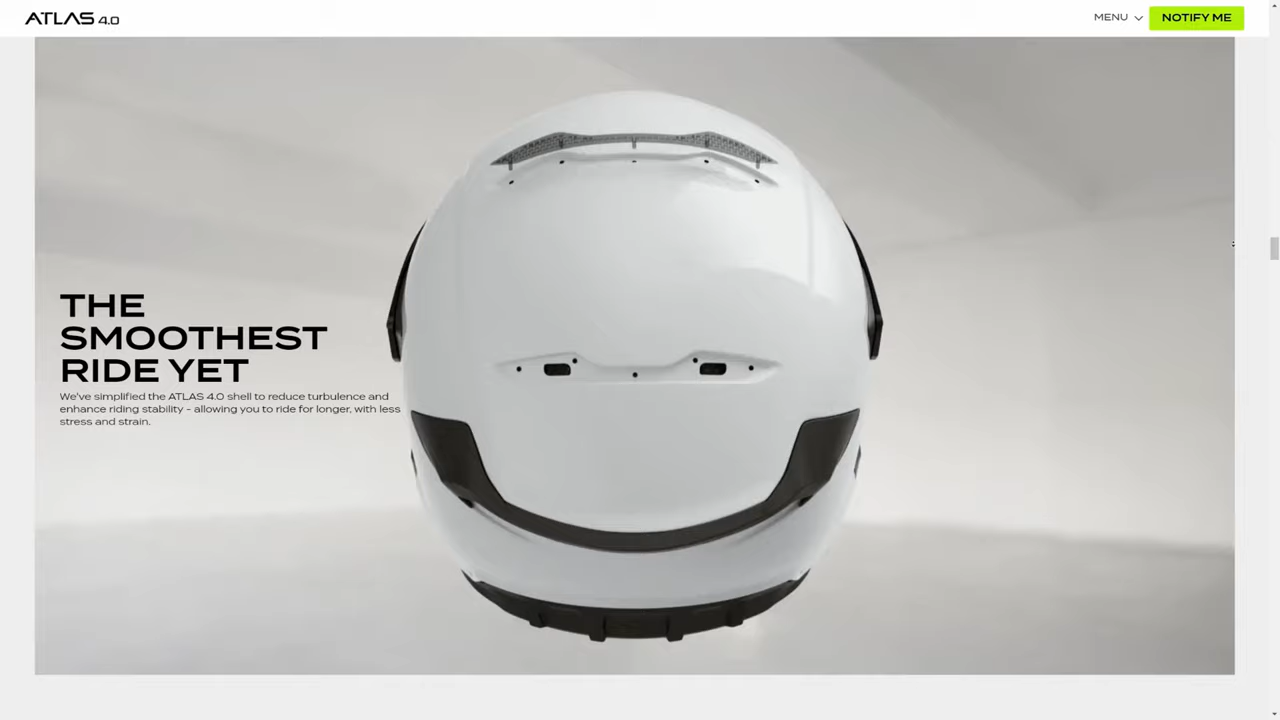 ATLAS 4.0
MENU
NOTIFY ME
THE
SMOOTHEST
RIDE YET
We've simplified the ATLAS 4.0 shell to reduce turbulence and
enhance riding stability - allowing you to ride for longer, with less
stress and strain.